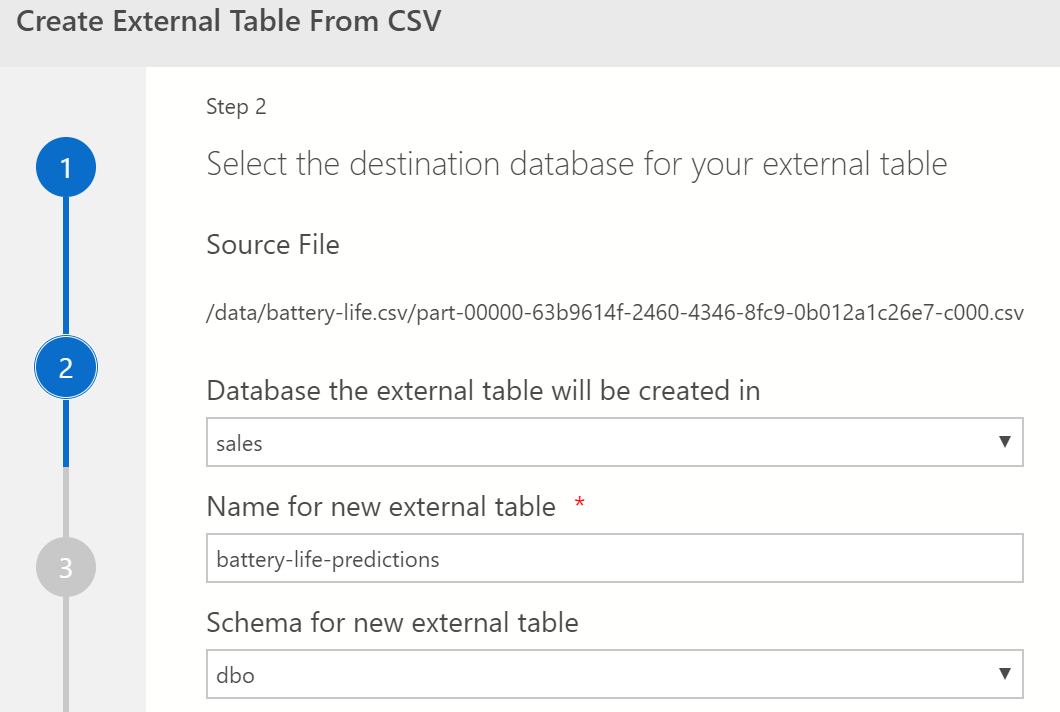 Create External Table From CSV
Step 2
1
Select the destination database for your external table
Source File
/data/battery-life.csv/part-00000-63b9614f-2460-4346-8fc9-0b012a1c26e7-c000.csv
2
Database the external table will be created in
sales
Name for new external table *
battery-life-predictions
3
Schema for new external table
dbo